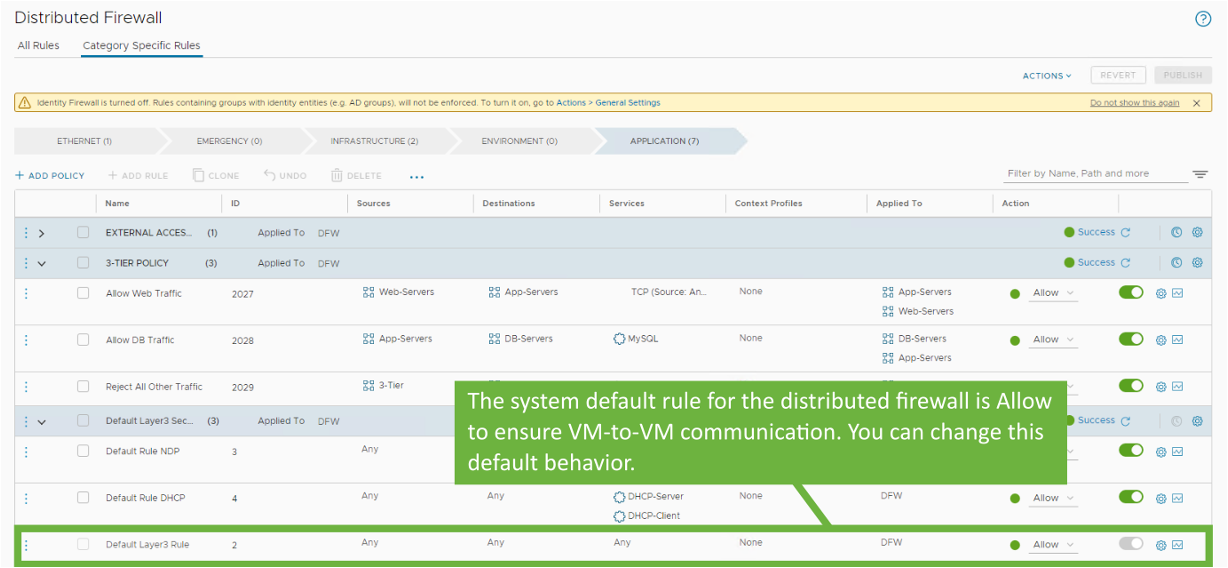 Distributed Firewall
All Rules Category Specific Rules
ACTIONS REVERT PUBLISH
Identity Firewall is turned off. Rules containing groups with identity entities (e.g. AD groups), will not be enforced. To turn it on, go to Actions > General Settings Do not show this again
ETHERNET (1) EMERGENCY (0) INFRASTRUCTURE (2) ENVIRONMENT (0) APPLICATION (7)
+ ADD POLICY + ADD RULE CLONE UNDO DELETE ... Filter by Name, Path and more
Name ID Sources Destinations Services Context Profiles Applied To Action
EXTERNAL ACCES... (1) Applied To DFW Success
3-TIER POLICY (3) Applied To DFW Success
Allow Web Traffic 2027 Web-Servers App-Servers TCP (Source: An... None App-Servers Allow
Web-Servers
Allow DB Traffic 2028 App-Servers DB-Servers MySQL None DB-Servers Allow
App-Servers
Reject All Other Traffic 2029 3-Tier
The system default rule for the distributed firewall is Allow
to ensure VM-to-VM communication. You can change this
default behavior.
Default Layer3 Sec... (3) Applied To DFW Success
Default Rule NDP 3 Any
Default Rule DHCP 4 Any Any DHCP-Server None DFW Allow
DHCP-Client
Default Layer3 Rule 2 Any Any Any None DFW Allow